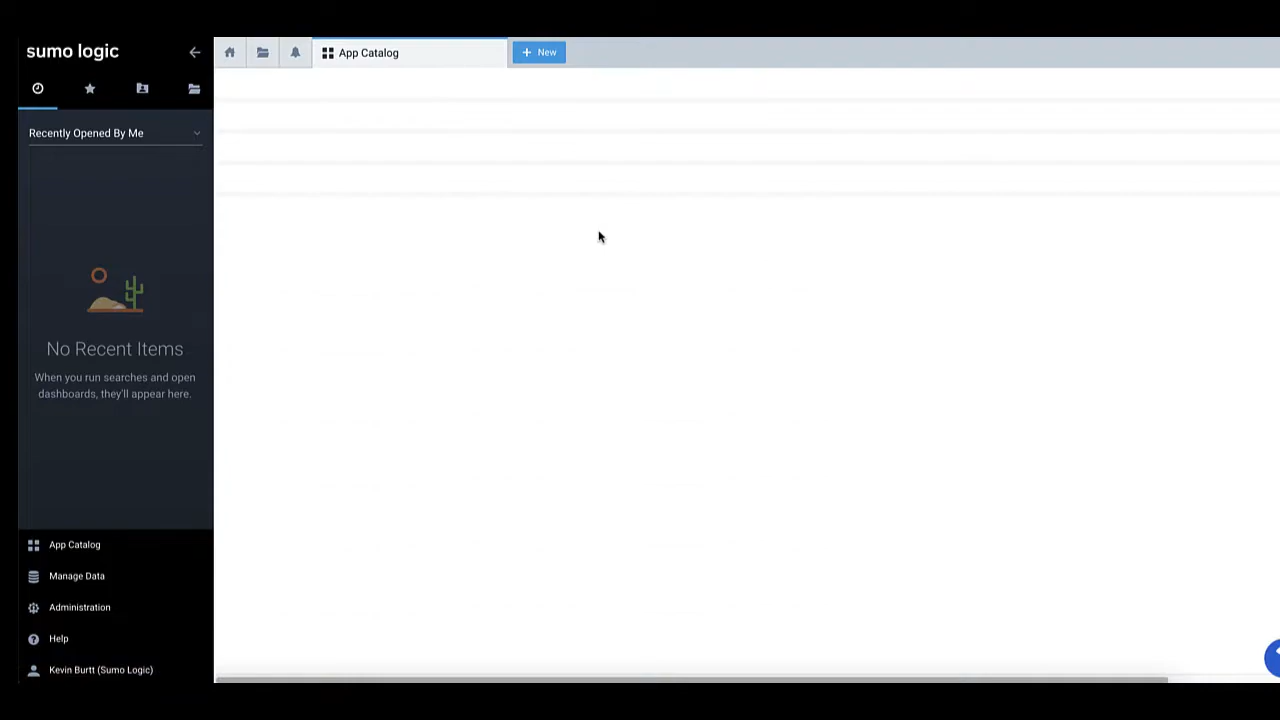 sumo logic
App Catalog
New
Recently Opened By Me
No Recent Items
When you run searches and open
dashboards, they'll appear here.
App Catalog
Manage Data
Administration
Help
Kevin Burtt (Sumo Logic)